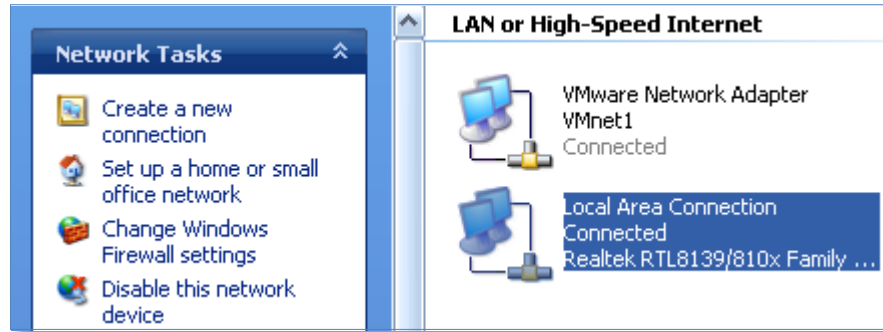 Network Tasks
Create a new
connection
Set up a home or small
office network
Change Windows
Firewall settings
Disable this network
device
LAN or High-Speed Internet
VMware Network Adapter
VMnet1
Connected
Local Area Connection
Connected
Realtek RTL8139/810x Family ...